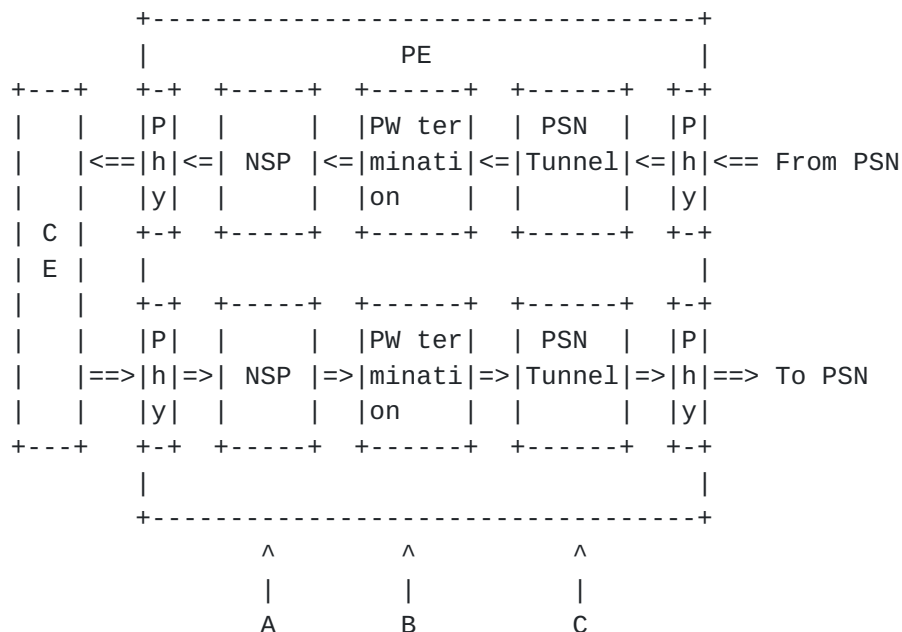 +-----------------------------------+
        |                PE                 |
+---+   +-+  +-----+  +------+  +------+  +-+
|   |   |P|  |     |  |PW ter|  | PSN  |  |P|
|   |<==|h|<=| NSP |<=|minati|<=|Tunnel|<=|h|<== From PSN
|   |   |y|  |     |  |on    |  |      |  |y|
| C |   +-+  +-----+  +------+  +------+  +-+
| E |   |                                   |
|   |   +-+  +-----+  +------+  +------+  +-+
|   |   |P|  |     |  |PW ter|  | PSN  |  |P|
|   |==>|h|=>| NSP |=>|minati|=>|Tunnel|=>|h|==> To PSN
|   |   |y|  |     |  |on    |  |      |  |y|
+---+   +-+  +-----+  +------+  +------+  +-+
        |                                   |
        +-----------------------------------+
                ^        ^          ^
                |        |          |
                A        B          C